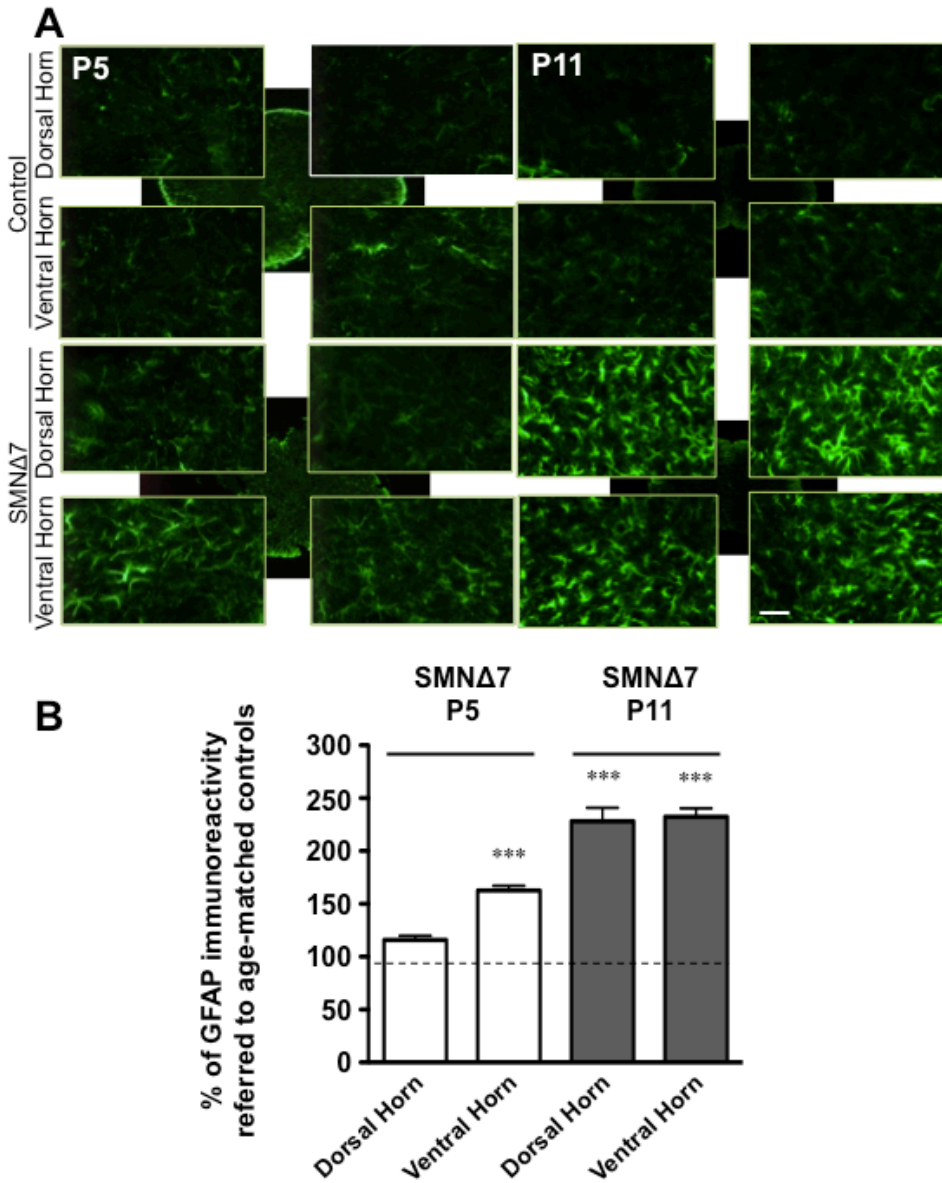 A
P5
P11
Control
Dorsal Horn
Ventral Horn
SMNΔ7
Dorsal Horn
Ventral Horn
B
SMNΔ7
P5
SMNΔ7
P11
% of GFAP immunoreactivity
referred to age-matched controls
300
250
200
150
100
50
0
***
***
***
Dorsal Horn
Ventral Horn
Dorsal Horn
Ventral Horn